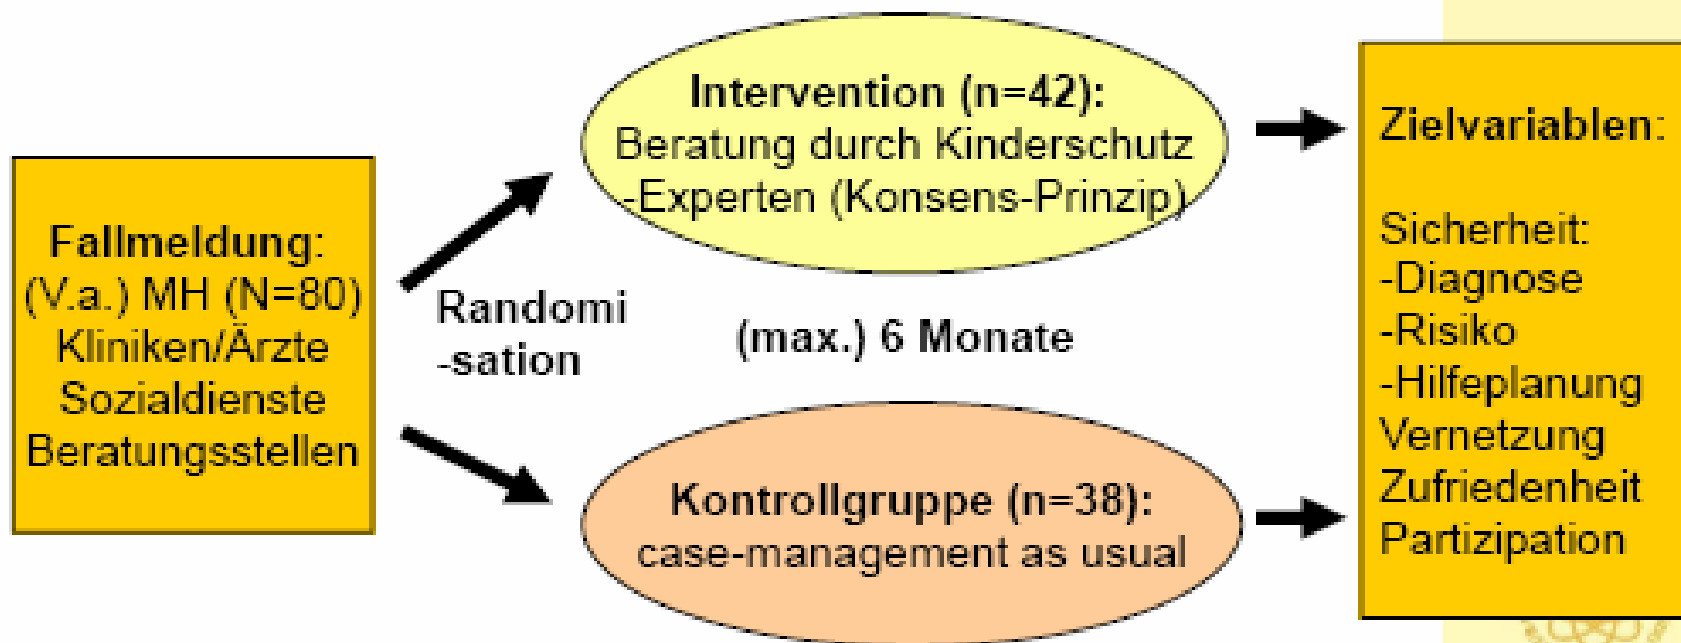 Fallmeldung:
(V.a.) MH (N=80)
Kliniken/Ärzte
Sozialdienste
Beratungsstellen
Randomi
-sation
Intervention (n=42):
Beratung durch Kinderschutz
-Experten (Konsens-Prinzip)
(max.) 6 Monate
Kontrollgruppe (n=38):
case-management as usual
Zielvariablen:
Sicherheit:
-Diagnose
-Risiko
-Hilfeplanung
Vernetzung
Zufriedenheit
Partizipation